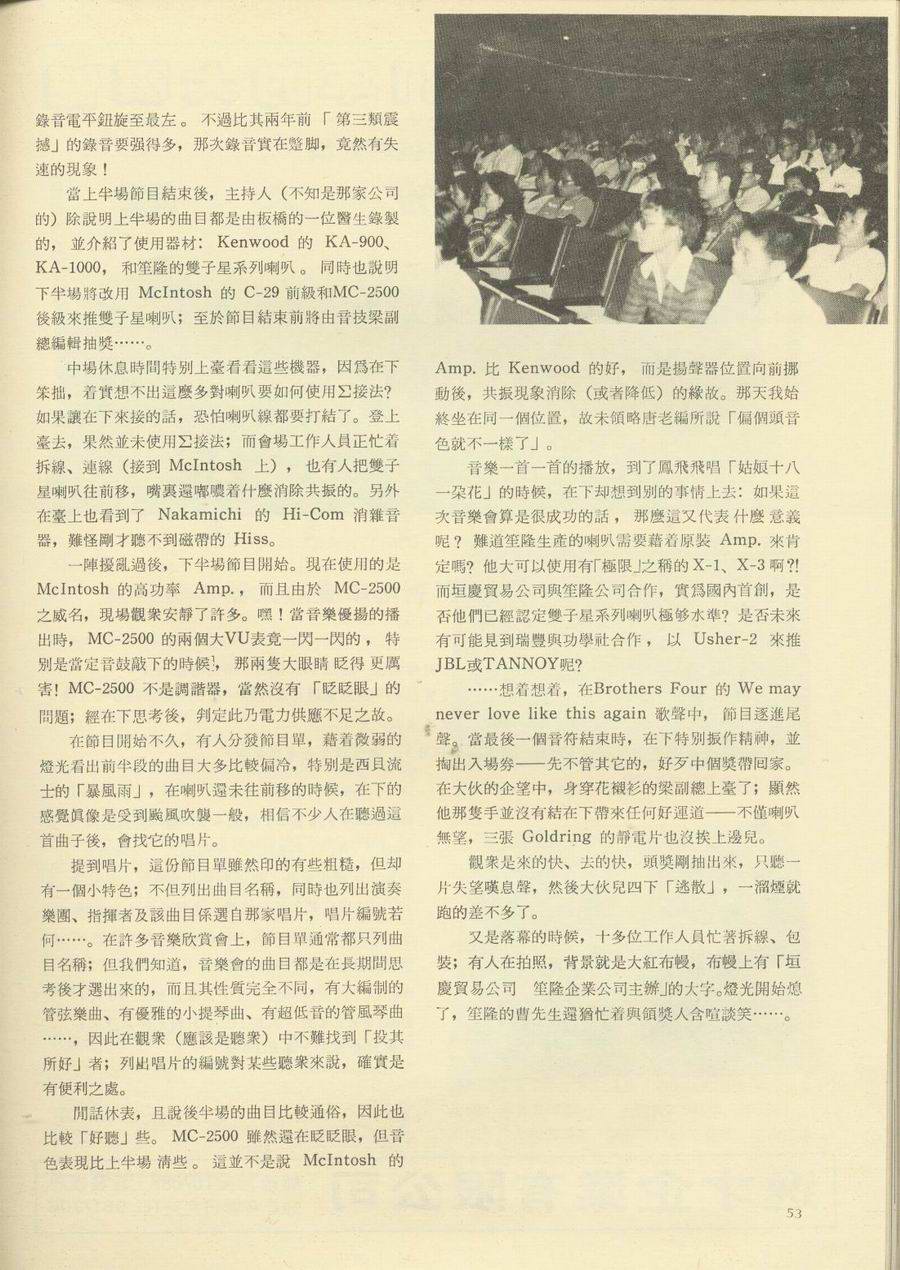 錄音電平鈕旋至最左。 不過比其兩年前「第三類震
撼」的錄音要强得多，那次錄音實在蹩脚，竟然有失
速的現象！
當上半場節目結束後，主持人（不知是那家公司
的）除說明上半場的曲目都是由板橋的一位醫生錄製
的， 並介紹了使用器材： Kenwood 的 KA-900、
KA-1000， 和笙隆的雙子星系列喇叭。 同時也說明
下半場將改用 McIntosh 的 C-29 前級和MC-2500
後級來推雙子星喇叭；至於節目結束前將由音技梁副
總編輯抽獎……。
中場休息時間特別上臺看看這些機器，因爲在下
笨拙，着實想不出這麼多對喇叭要如何使用Σ接法？
如果讓在下來接的話，恐怕喇叭線都要打結了。登上
臺去，果然並未使用Σ接法；而會場工作人員正忙着
拆線、連線（接到 McIntosh 上），也有人把雙子
星喇叭往前移，嘴裏還嘟噥着什麼消除共振的。另外
在臺上也看到了 Nakamichi 的 Hi-Com 消雜音
器，難怪剛才聽不到磁帶的 Hiss。
一陣擾亂過後，下半場節目開始。現在使用的是
McIntosh 的高功率 Amp.， 而且由於 MC-2500
之威名，現場觀衆安靜了許多。嘿！當音樂優揚的播
出時， MC-2500 的兩個大VU表竟一閃一閃的， 特
別是當定音鼓敲下的時候， 那兩隻大眼睛眨得更厲
害！MC-2500 不是調諧器，當然沒有「眨眨眼」的
問題；經在下思考後，判定此乃電力供應不足之故。
在節目開始不久，有人分發節目單，藉着微弱的
燈光看出前半段的曲目大多比較偏冷，特別是西貝流
士的「暴風雨」，在喇叭還未往前移的時候，在下的
感覺眞像是受到颱風吹襲一般，相信不少人在聽過這
首曲子後，會找它的唱片。
提到唱片，這份節目單雖然印的有些粗糙，但却
有一個小特色；不但列出曲目名稱，同時也列出演奏
樂團、指揮者及該曲目係選自那家唱片，唱片編號若
何……。在許多音樂欣賞會上，節目單通常都只列曲
目名稱；但我們知道，音樂會的曲目都是在長期間思
考後才選出來的，而且其性質完全不同，有大編制的
管弦樂曲、有優雅的小提琴曲、有超低音的管風琴曲
……，因此在觀衆（應該是聽衆）中不難找到「投其
所好」者；列出唱片的編號對某些聽衆來說，確實是
有便利之處。
閒話休表，且說後半場的曲目比較通俗，因此也
比較「好聽」些。 MC-2500 雖然還在眨眨眼，但音
色表現比上半場淸些。 這並不是說 McIntosh 的
Amp. 比 Kenwood 的好， 而是揚聲器位置向前挪
動後，共振現象消除（或者降低）的緣故。那天我始
終坐在同一個位置，故未領略唐老編所說「偏個頭音
色就不一樣了」。
音樂一首一首的播放，到了鳳飛飛唱「姑娘十八
一朶花」的時候，在下却想到別的事情上去：如果這
次音樂會算是很成功的話， 那麼這又代表什麼意義
呢？ 難道笙隆生產的喇叭需要藉着原裝 Amp. 來肯
定嗎？他大可以使用有「極限」之稱的 X-1、X-3 啊？！
而垣慶貿易公司與笙隆公司合作，實爲國內首創，是
否他們已經認定雙子星系列喇叭極够水準？是否未來
有可能見到瑞豐與功學社合作， 以 Usher-2 來推
JBL或TANNOY呢？
……想着想着，在Brothers Four 的 We may
never love like this again 歌聲中， 節目逐進尾
聲。當最後一個音符結束時，在下特別振作精神，並
掏出入場劵——先不管其它的，好歹中個獎帶囘家。
在大伙的企望中，身穿花襯衫的梁副總上臺了；顯然
他那隻手並沒有結在下帶來任何好運道——不僅喇叭
無望，三張 Goldring 的靜電片也沒挨上邊兒。
觀衆是來的快、去的快，頭獎剛抽出來，只聽一
片失望嘆息聲，然後大伙兒四下「逃散」，一溜煙就
跑的差不多了。
又是落幕的時候，十多位工作人員忙著拆線、包
裝；有人在拍照，背景就是大紅布幔，布幔上有「垣
慶貿易公司 笙隆企業公司主辦」的大字。燈光開始熄
了，笙隆的曹先生還猶忙着與領獎人含喧談笑……。
53